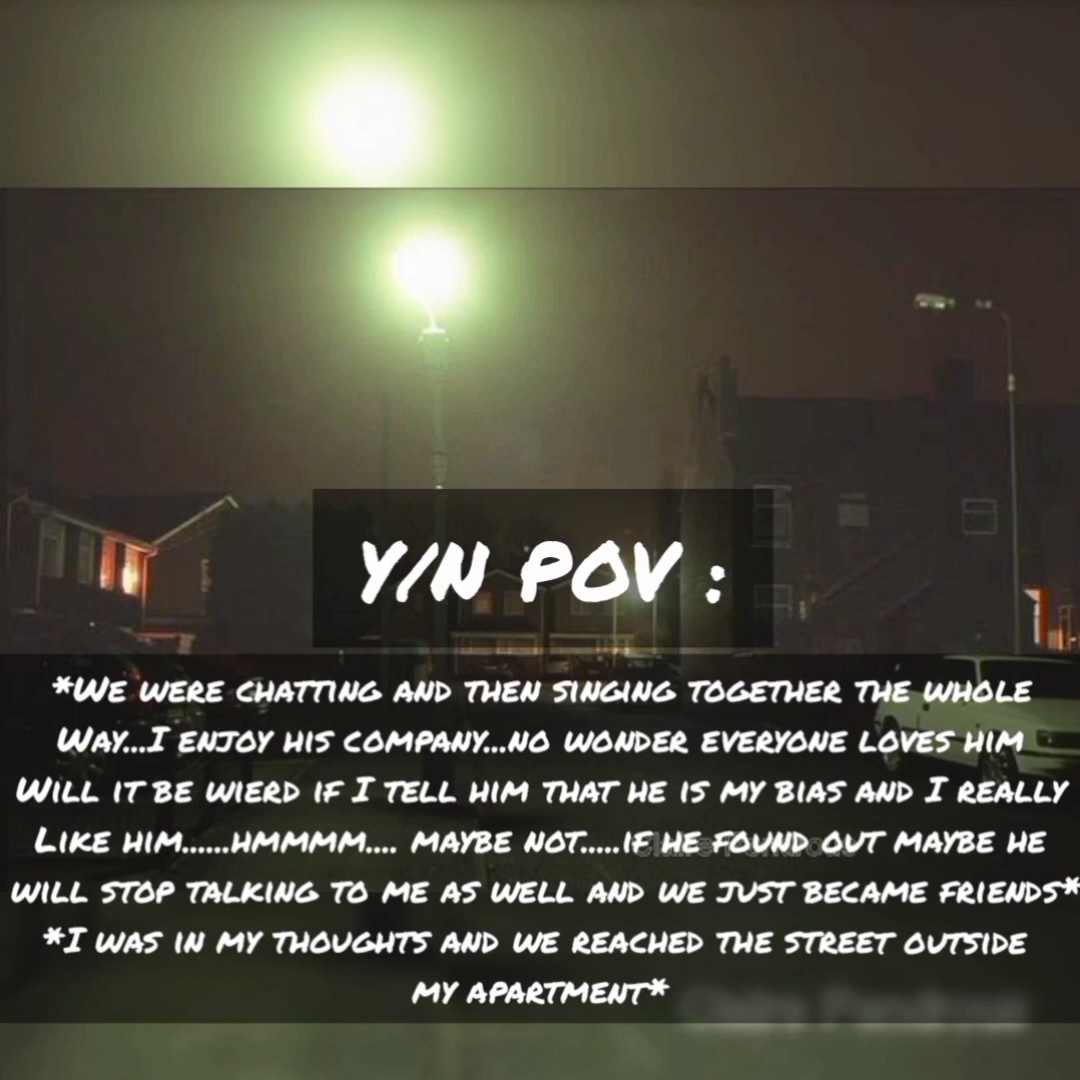 Y/N POV :
*WE WERE CHATTING AND THEN SINGING TOGETHER THE WHOLE
WAY...I ENJOY HIS COMPANY...NO WONDER EVERYONE LOVES HIM
WILL IT BE WIERD IF I TELL HIM THAT HE IS MY BIAS AND I REALLY
LIKE HIM......HMMMM.... MAYBE NOT.....IF HE FOUND OUT MAYBE HE
WILL STOP TALKING TO ME AS WELL AND WE JUST BECAME FRIENDS*
*I WAS IN MY THOUGHTS AND WE REACHED THE STREET OUTSIDE
MY APARTMENT*